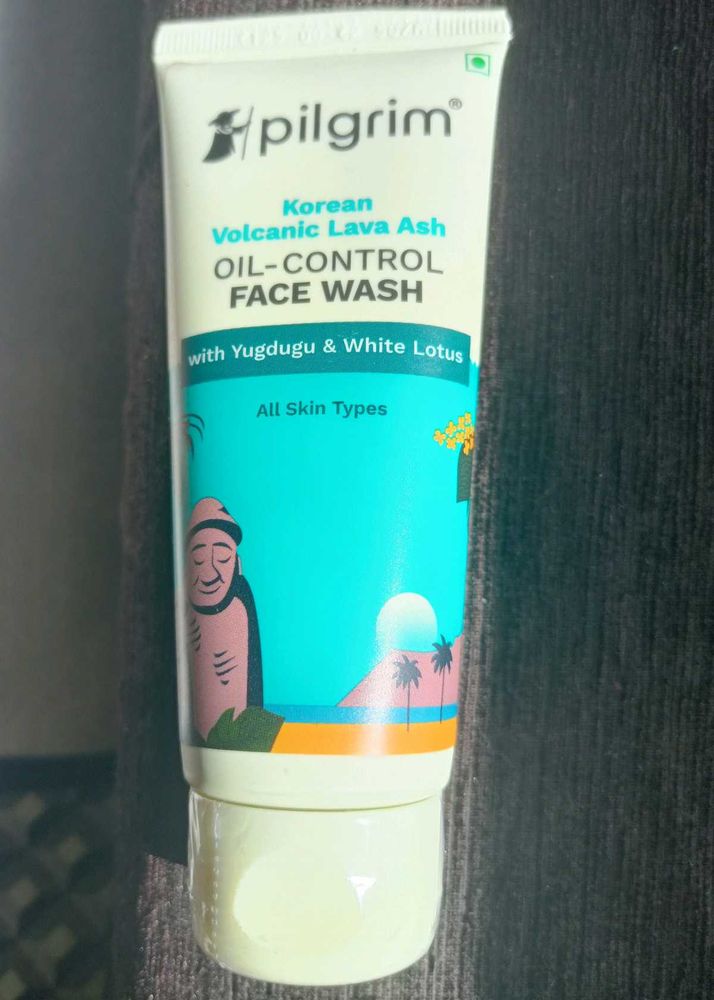 pilgrim®
Korean
Volcanic Lava Ash
OIL-CONTROL
FACE WASH
with Yugdugu & White Lotus
All Skin Types